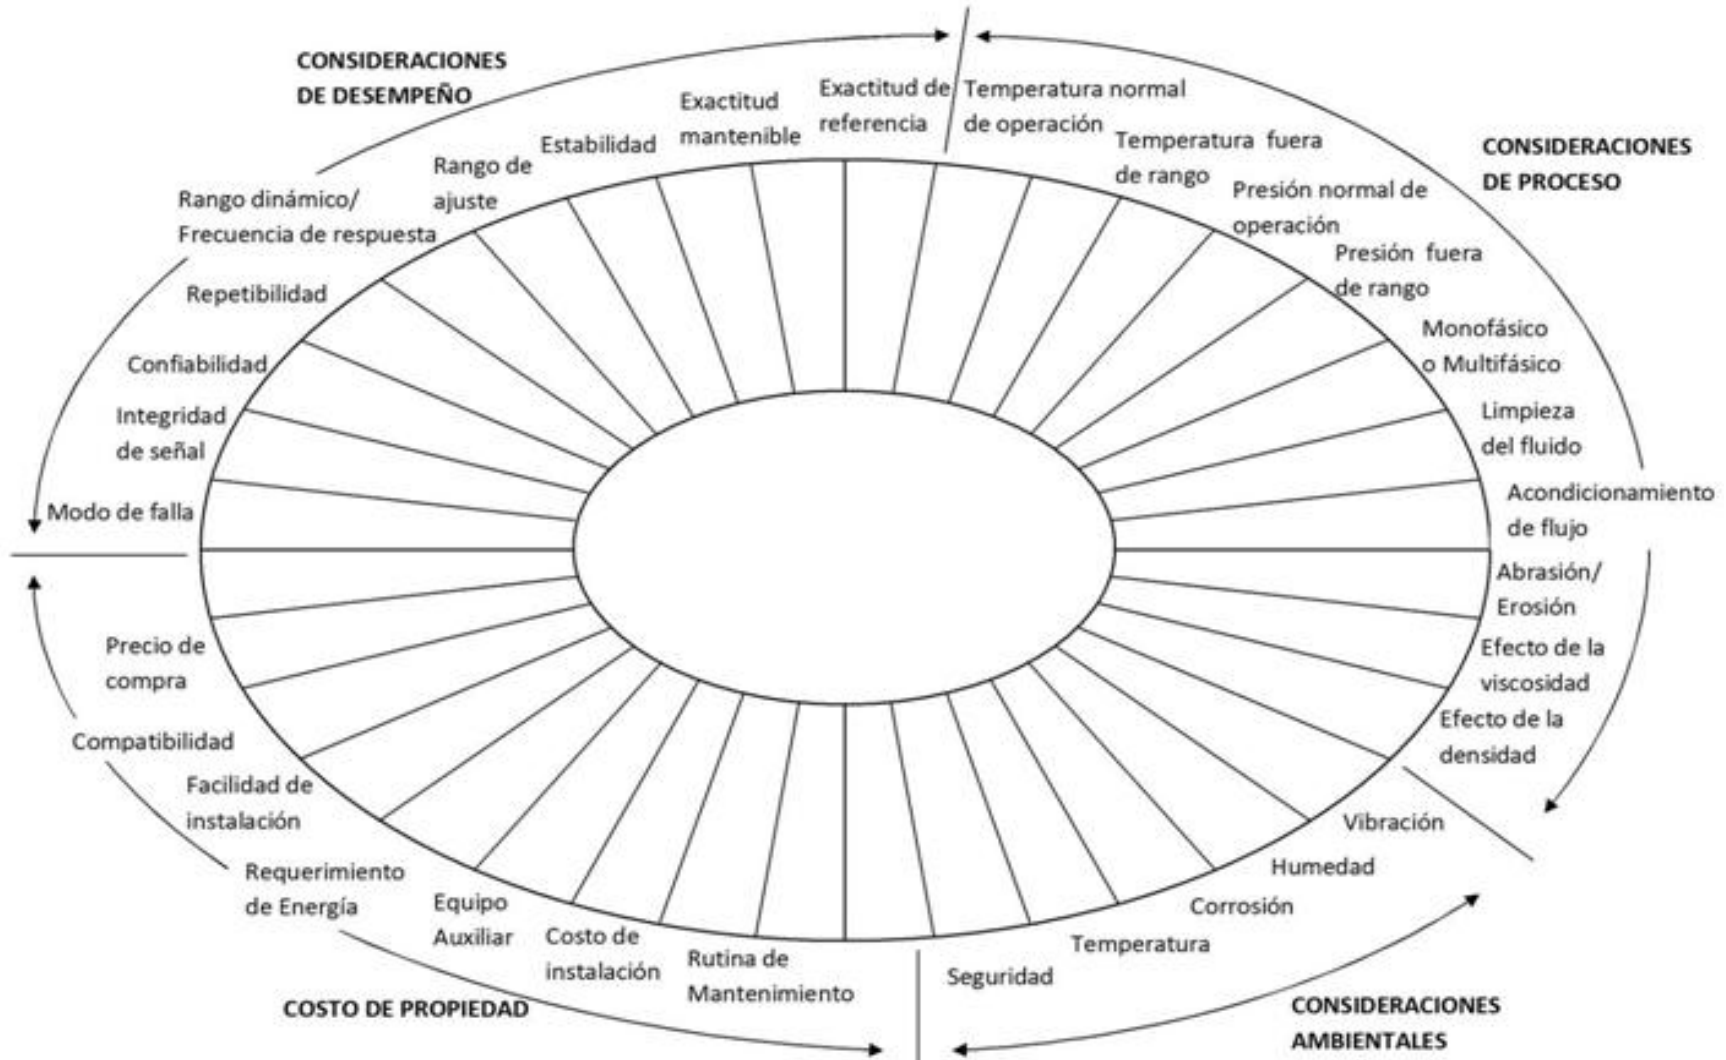 CONSIDERACIONES
DE DESEMPEÑO
Exactitud de
referencia
Exactitud
mantenible
Estabilidad
Rango de
ajuste
Rango dinámico/
Frecuencia de respuesta
Repetibilidad
Confiabilidad
Integridad
de señal
Modo de falla
Temperatura normal
de operación
Temperatura fuera
de rango
CONSIDERACIONES
DE PROCESO
Presión normal de
operación
Presión fuera
de rango
Monofásico
o Multifásico
Limpieza
del fluido
Acondicionamiento
de flujo
Abrasión/
Erosión
Efecto de la
viscosidad
Efecto de la
densidad
Vibración
Humedad
Corrosión
Temperatura
Seguridad
CONSIDERACIONES
AMBIENTALES
Precio de
compra
Compatibilidad
Facilidad de
instalación
Requerimiento
de Energía
Equipo
Auxiliar
Costo de
instalación
Rutina de
Mantenimiento
COSTO DE PROPIEDAD